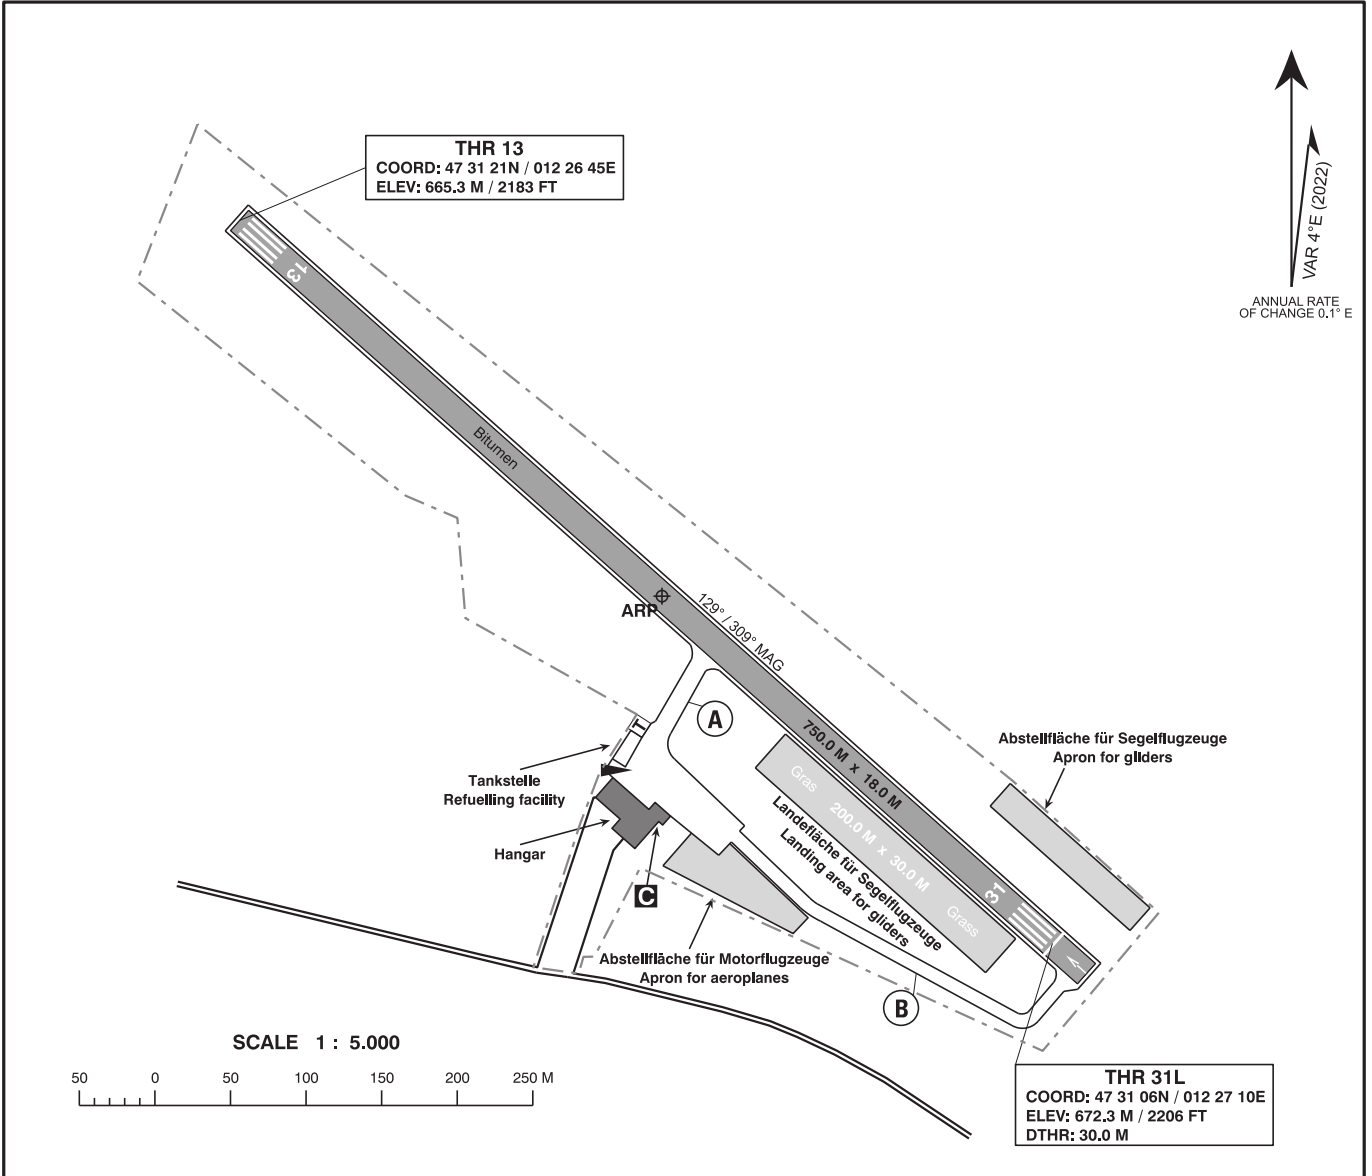 THR 13
COORD: 47 31 21N / 012 26 45E
ELEV: 665.3 M / 2183 FT
VAR 4°E (2022)
ANNUAL RATE
OF CHANGE 0.1° E
13
Bitumen
ARP
129° / 309° MAG
A
T
750.0 M x 18.0 M
Abstellfläche für Segelflugzeuge
Apron for gliders
Tankstelle
Refuelling facility
Gras 200.0 M x 30.0 M Grass
Landefläche für Segelflugzeuge
Landing area for gliders
Hangar
C
31
Abstellfläche für Motorflugzeuge
Apron for aeroplanes
B
SCALE 1 : 5.000
50 0 50 100 150 200 250 M
THR 31L
COORD: 47 31 06N / 012 27 10E
ELEV: 672.3 M / 2206 FT
DTHR: 30.0 M